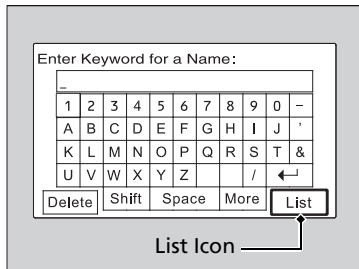 Enter Keyword for a Name:
_
1 2 3 4 5 6 7 8 9 0 -
A B C D E F G H I J '
K L M N O P Q R S T &
U V W X Y Z /
Delete Shift Space More List
List Icon